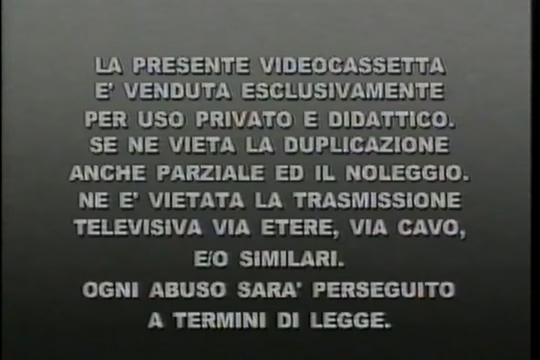 LA PRESENTE VIDEOCASSETTA
E' VENDUTA ESCLUSIVAMENTE
PER USO PRIVATO E DIDATTICO.
SE NE VIETA LA DUPLICAZIONE
ANCHE PARZIALE ED IL NOLEGGIO.
NE E' VIETATA LA TRASMISSIONE
TELEVISIVA VIA ETERE, VIA CAVO,
E/O SIMILARI.
OGNI ABUSO SARA' PERSEGUITO
A TERMINI DI LEGGE.